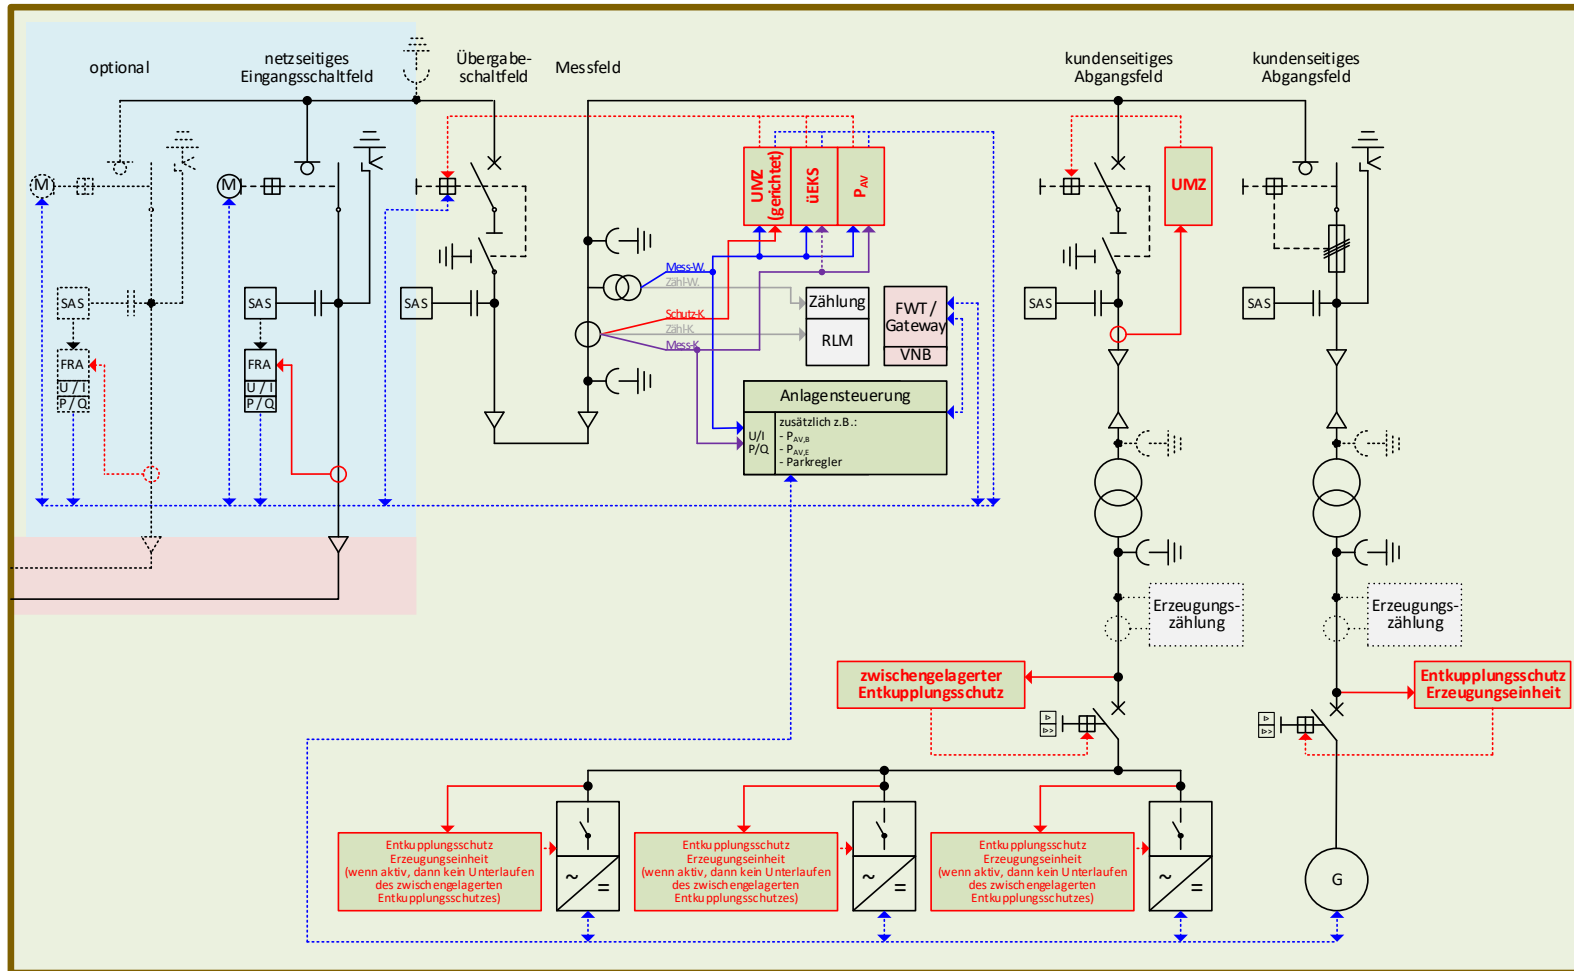 optional
netzseitiges
Eingangsschaltfeld
Übergabe-
schaltfeld
Messfeld
kundenseitiges
Abgangsfeld
kundenseitiges
Abgangsfeld
M
M
UMZ
(gerichtet)
üEKS
P AV
UMZ
SAS
SAS
SAS
SAS
SAS
Mess-W.
Zähl-W.
Schutz-K.
Zähl-K.
Mess-K.
Zählung
RLM
FWT /
Gateway
VNB
FRA
U / I
P / Q
FRA
U / I
P / Q
Anlagensteuerung
U/I
P/Q
zusätzlich z.B.:
- P AV,B
- P AV,E
- Parkregler
Erzeugungs-
zählung
Erzeugungs-
zählung
zwischengelagerter
Entkupplungsschutz
Entkupplungsschutz
Erzeugungseinheit
Entkupplungsschutz
Erzeugungseinheit
(wenn aktiv, dann kein Unterlaufen
des zwischengelagerten
Entkupplungsschutzes)
Entkupplungsschutz
Erzeugungseinheit
(wenn aktiv, dann kein Unterlaufen
des zwischengelagerten
Entkupplungsschutzes)
Entkupplungsschutz
Erzeugungseinheit
(wenn aktiv, dann kein Unterlaufen
des zwischengelagerten
Entkupplungsschutzes)
~
=
~
=
~
=
G